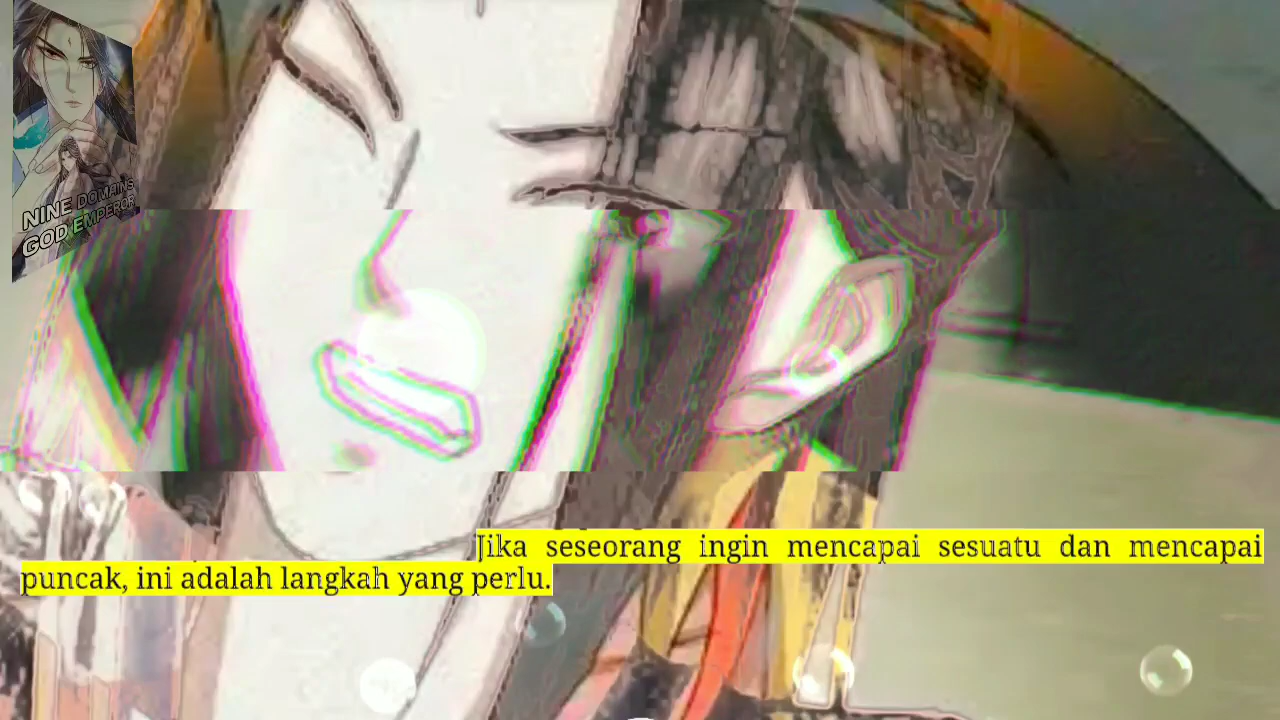 NINE DOMAINS
GOD EMPEROR
Jika seseorang ingin mencapai sesuatu dan mencapai
puncak, ini adalah langkah yang perlu.